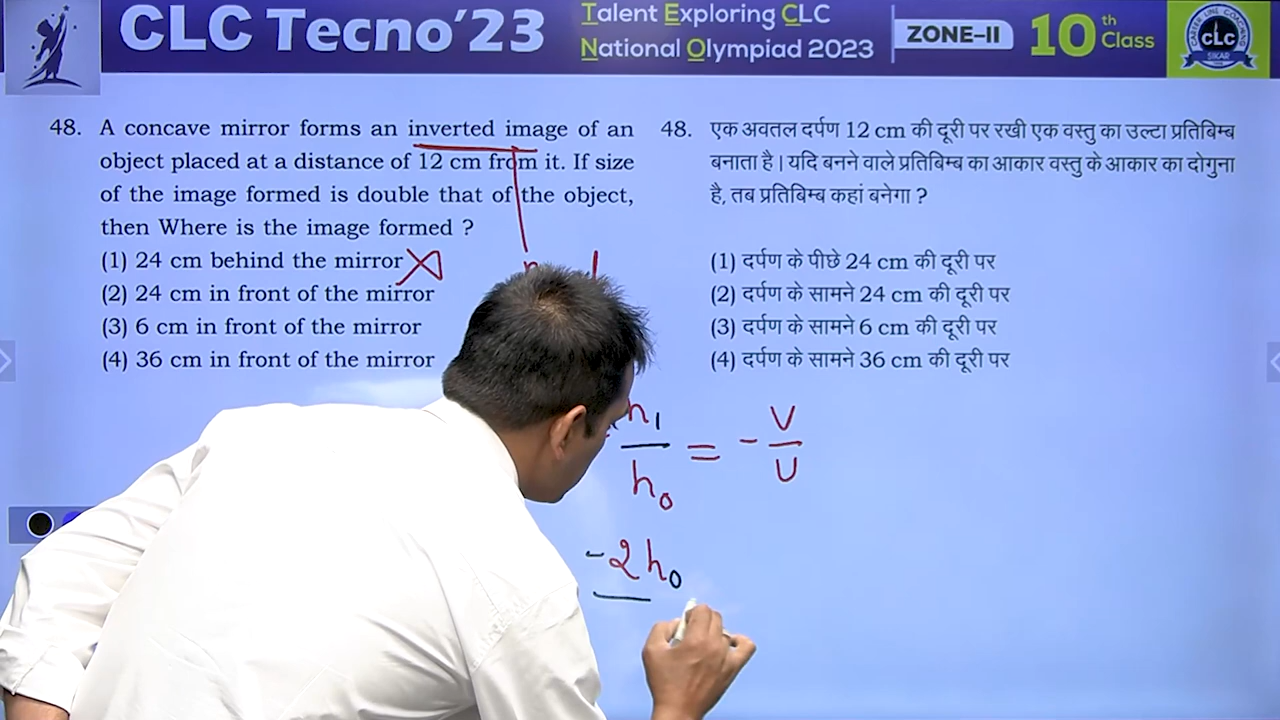 CLC Tecno'23
Talent Exploring CLC
National Olympiad 2023
ZONE-II
10th Class
CAREER LINE COACHING
CLC
SIKAR
48. A concave mirror forms an inverted image of an
object placed at a distance of 12 cm from it. If size
of the image formed is double that of the object,
then Where is the image formed ?
(1) 24 cm behind the mirror
(2) 24 cm in front of the mirror
(3) 6 cm in front of the mirror
(4) 36 cm in front of the mirror
48. एक अवतल दर्पण 12 cm की दूरी पर रखी एक वस्तु का उल्टा प्रतिबिम्ब
बनाता है। यदि बनने वाले प्रतिबिम्ब का आकार वस्तु के आकार का दोगुना
है, तब प्रतिबिम्ब कहां बनेगा ?
(1) दर्पण के पीछे 24 cm की दूरी पर
(2) दर्पण के सामने 24 cm की दूरी पर
(3) दर्पण के सामने 6 cm की दूरी पर
(4) दर्पण के सामने 36 cm की दूरी पर
h1/h0 = - V/U
-2h0